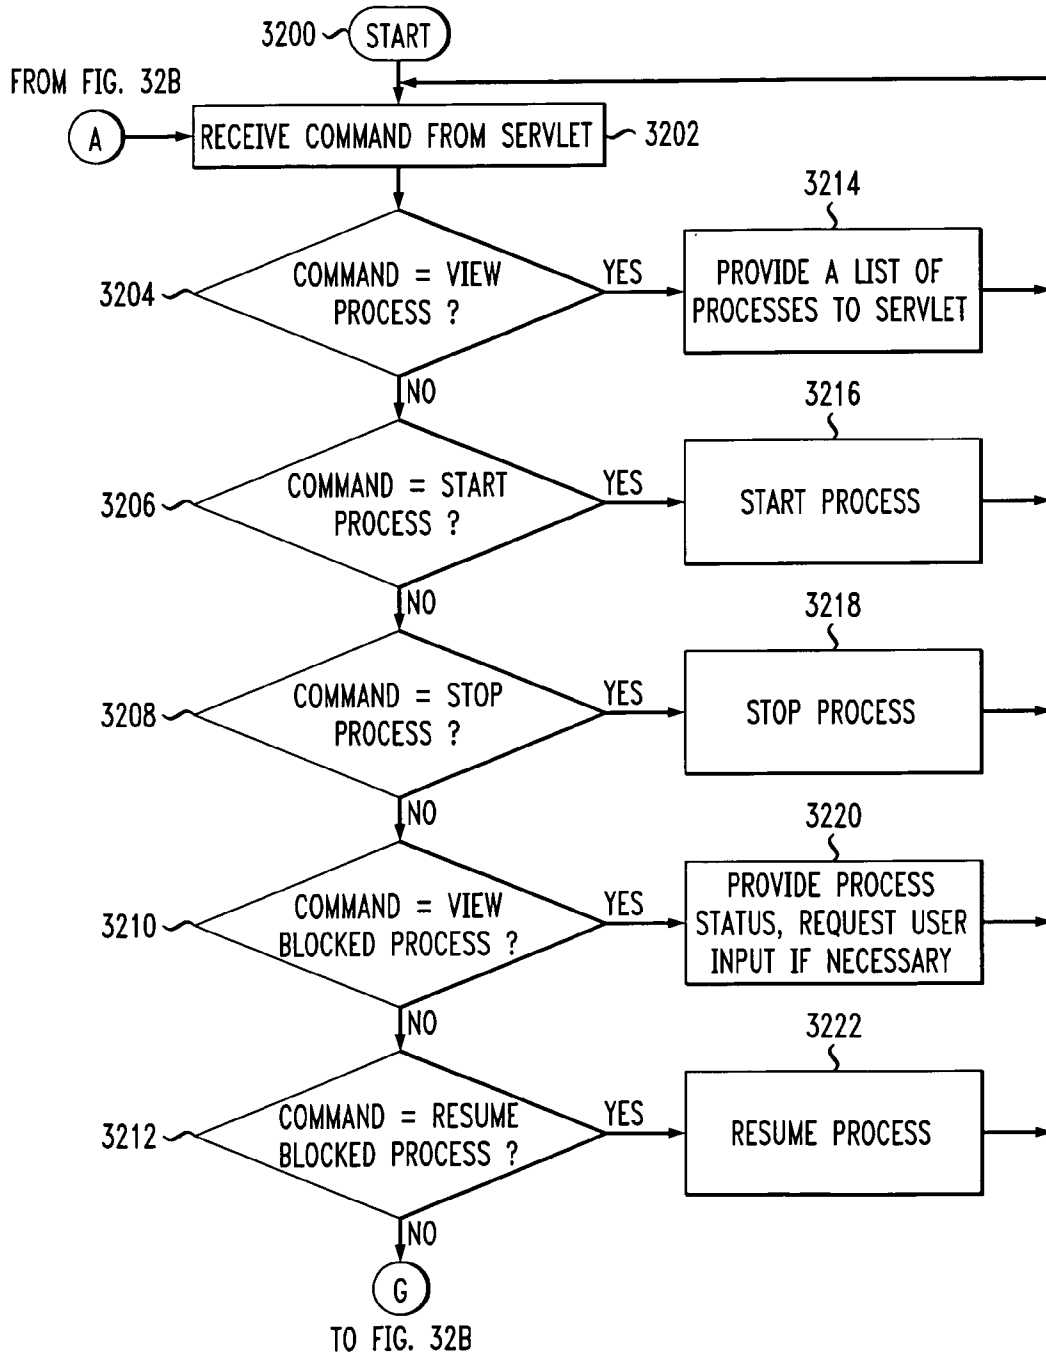 3200
START
FROM FIG. 32B
A
RECEIVE COMMAND FROM SERVLET
3202
3214
3204
COMMAND = VIEW
PROCESS ?
YES
PROVIDE A LIST OF
PROCESSES TO SERVLET
NO
3216
3206
COMMAND = START
PROCESS ?
YES
START PROCESS
NO
3218
3208
COMMAND = STOP
PROCESS ?
YES
STOP PROCESS
NO
3220
3210
COMMAND = VIEW
BLOCKED PROCESS ?
YES
PROVIDE PROCESS
STATUS, REQUEST USER
INPUT IF NECESSARY
NO
3222
3212
COMMAND = RESUME
BLOCKED PROCESS ?
YES
RESUME PROCESS
NO
G
TO FIG. 32B